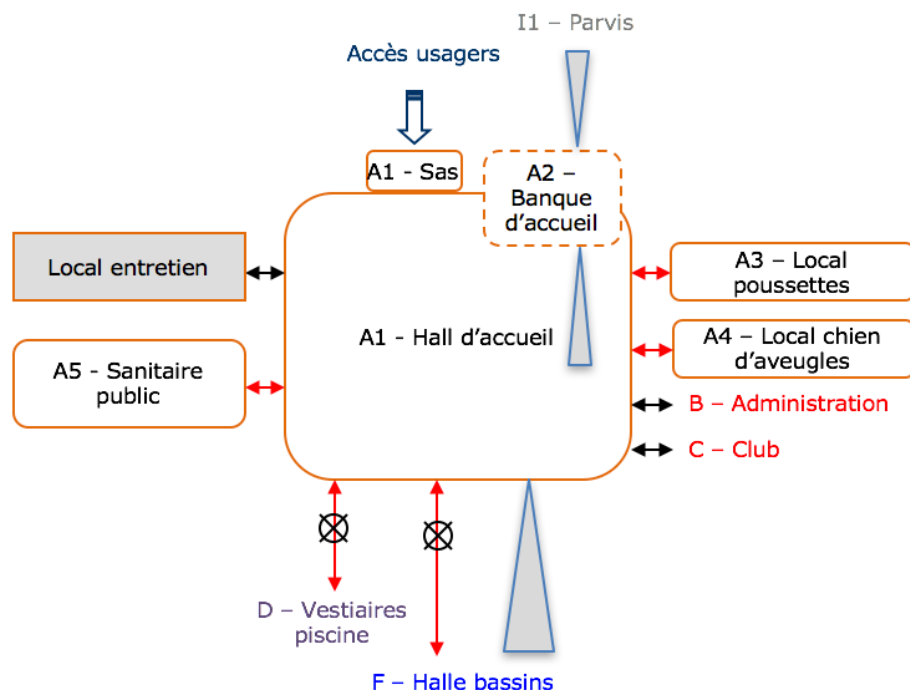 I1 – Parvis
Accès usagers
A1 - Sas
A2 –
Banque
d'accueil
Local entretien
A3 – Local
poussettes
A1 - Hall d'accueil
A4 – Local chien
d'aveugles
A5 - Sanitaire
public
B – Administration
C – Club
D – Vestiaires
piscine
F – Halle bassins